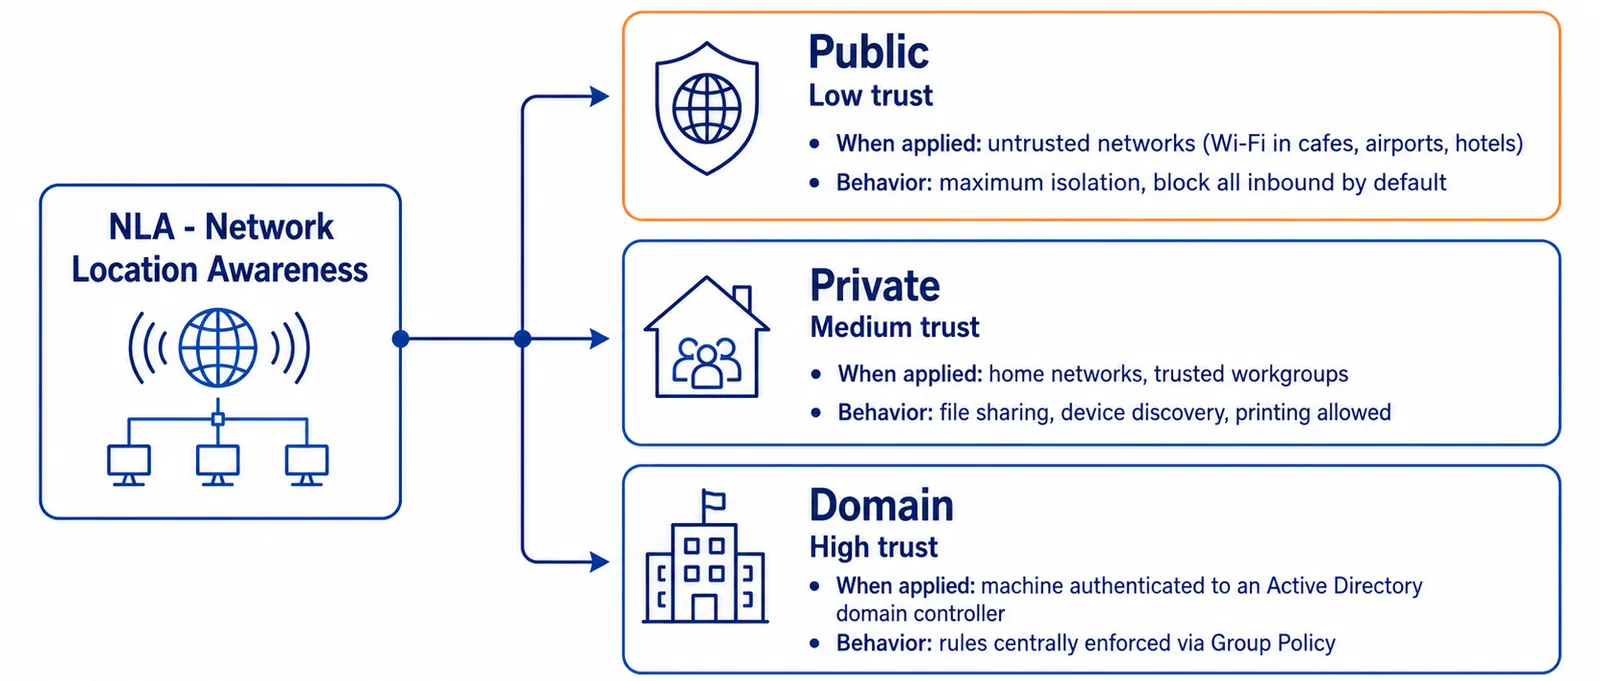 NLA - Network
Location Awareness
Public
Low trust
• When applied: untrusted networks (Wi-Fi in cafes, airports, hotels)
• Behavior: maximum isolation, block all inbound by default
Private
Medium trust
• When applied: home networks, trusted workgroups
• Behavior: file sharing, device discovery, printing allowed
Domain
High trust
• When applied: machine authenticated to an Active Directory
domain controller
• Behavior: rules centrally enforced via Group Policy